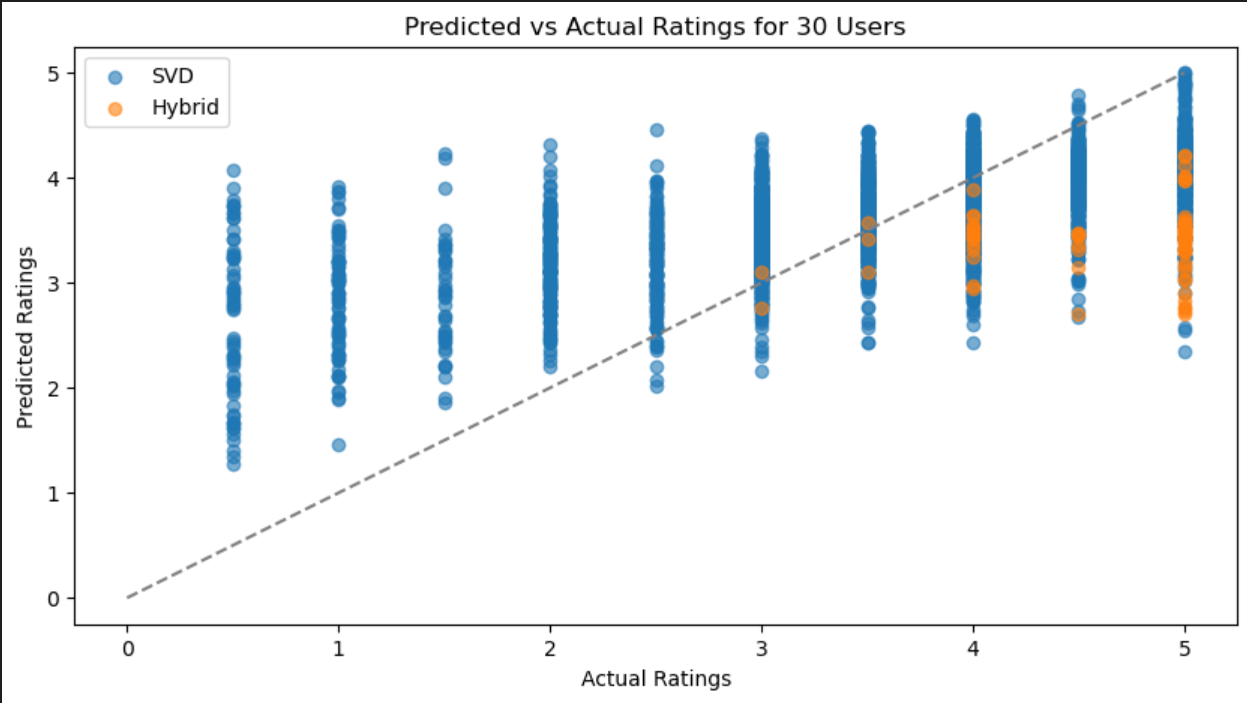 Predicted vs Actual Ratings for 30 Users
SVD
Hybrid
Predicted Ratings
5
4
3
2
1
0
0 1 2 3 4 5
Actual Ratings